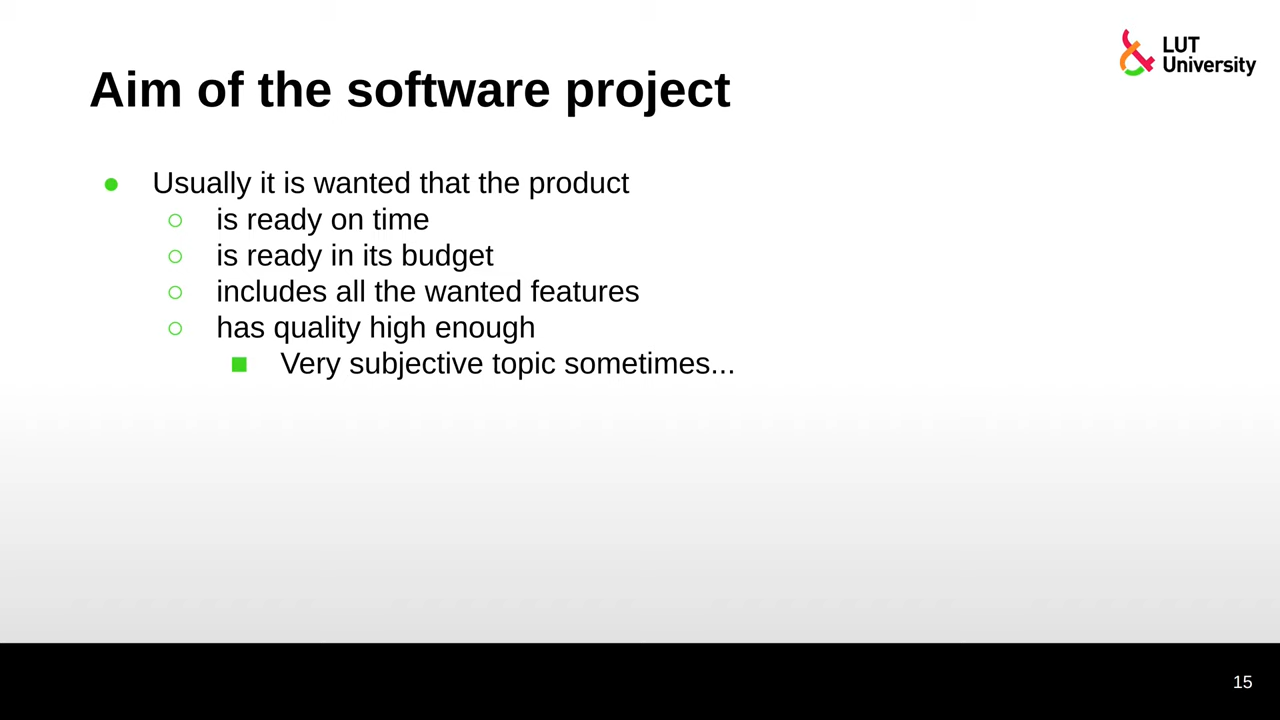 LUT
University
Aim of the software project
Usually it is wanted that the product
is ready on time
is ready in its budget
includes all the wanted features
has quality high enough
Very subjective topic sometimes...
15